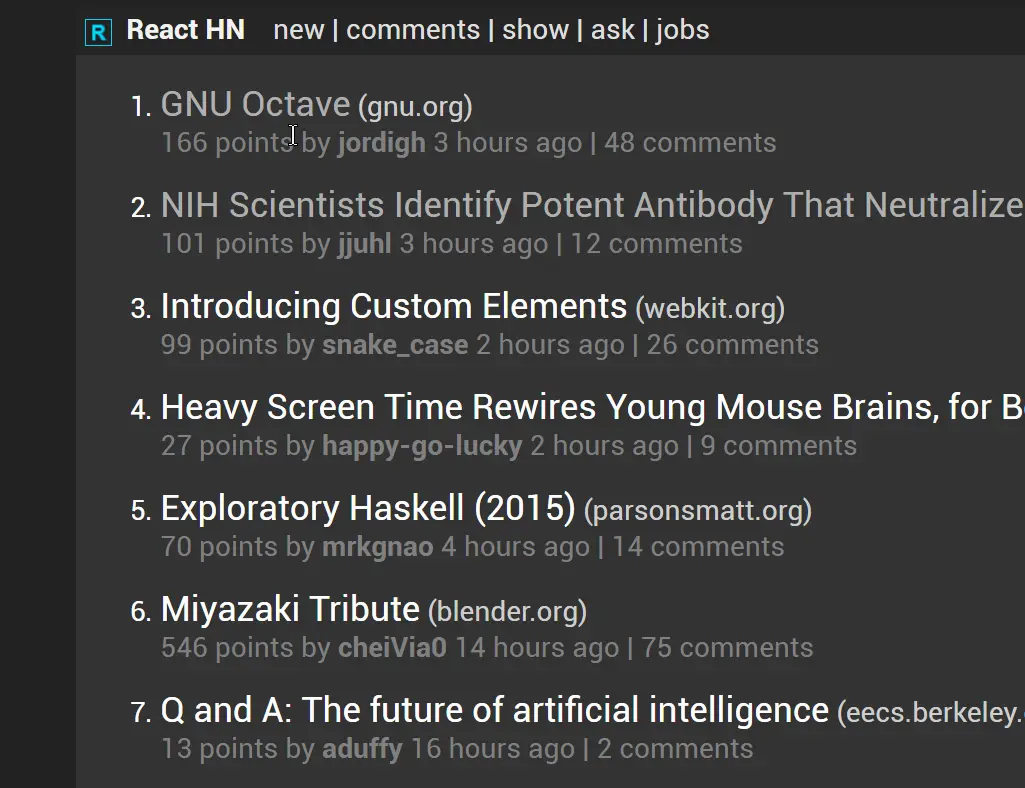 R React HN new | comments | show | ask | jobs
1. GNU Octave (gnu.org)
166 points by jordigh 3 hours ago | 48 comments
2. NIH Scientists Identify Potent Antibody That Neutralize
101 points by jjuhl 3 hours ago | 12 comments
3. Introducing Custom Elements (webkit.org)
99 points by snake_case 2 hours ago | 26 comments
4. Heavy Screen Time Rewires Young Mouse Brains, for
27 points by happy-go-lucky 2 hours ago | 9 comments
5. Exploratory Haskell (2015) (parsonsmatt.org)
70 points by mrkgnao 4 hours ago | 14 comments
6. Miyazaki Tribute (blender.org)
546 points by cheiVia0 14 hours ago | 75 comments
7. Q and A: The future of artificial intelligence (eecs.berkeley.
13 points by aduffy 16 hours ago | 2 comments